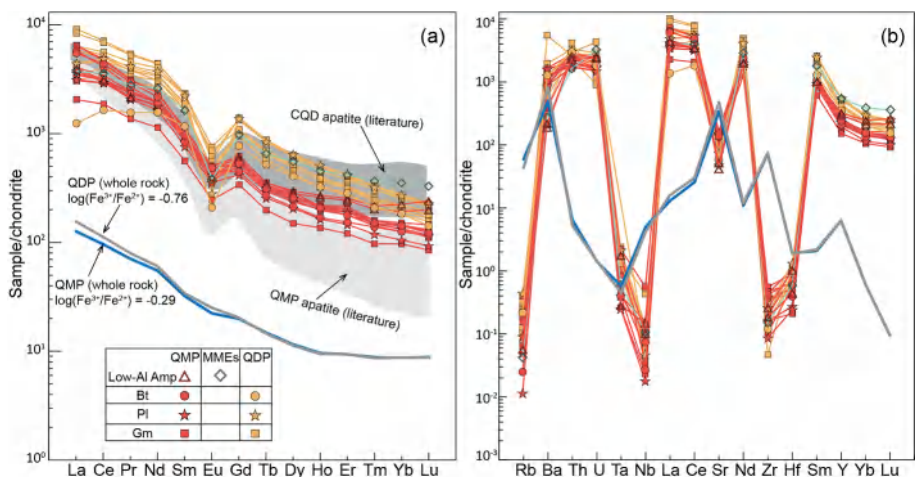 (a)
(b)
Sample/chondrite
10⁴
10³
10²
10¹
10⁰
CQD apatite (literature)
QDP (whole rock)
log(Fe³⁺/Fe²⁺) = -0.76
QMP (whole rock)
log(Fe³⁺/Fe²⁺) = -0.29
QMP apatite (literature)
QMP MMEs QDP
Low-Al Amp
Bt
Pl
Gm
La Ce Pr Nd Sm Eu Gd Tb Dy Ho Er Tm Yb Lu
Sample/chondrite
10⁴
10³
10²
10¹
10⁰
10⁻¹
10⁻²
10⁻³
Rb Ba Th U Ta Nb La Ce Sr Nd Zr Hf Sm Y Yb Lu